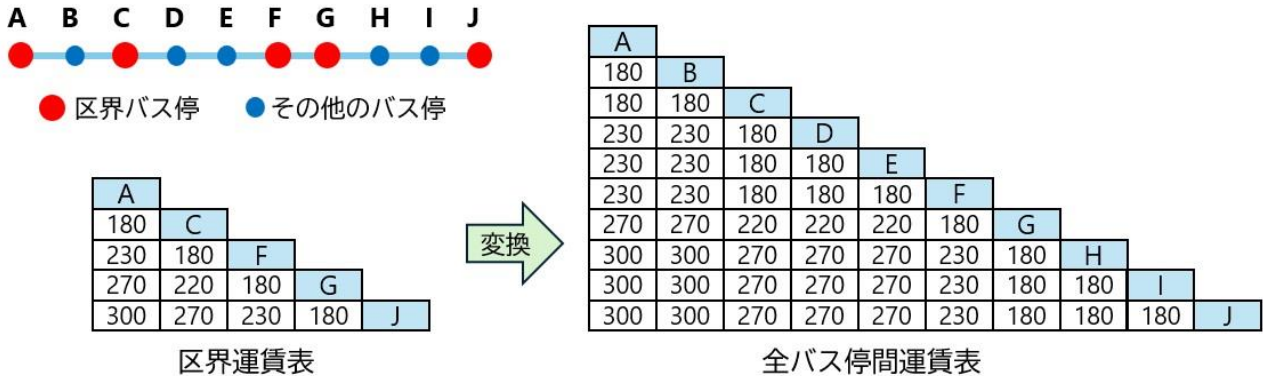 A B C D E F G H I J
区界バス停 その他のバス停
A
180 C
230 180 F
270 220 180 G
300 270 230 180 J
区界運賃表
変換
A
180 B
180 180 C
230 230 180 D
230 230 180 180 E
230 230 180 180 180 F
270 270 220 220 220 180 G
300 300 270 270 270 230 180 H
300 300 270 270 270 230 180 180 I
300 300 270 270 270 230 180 180 180 J
全バス停間運賃表